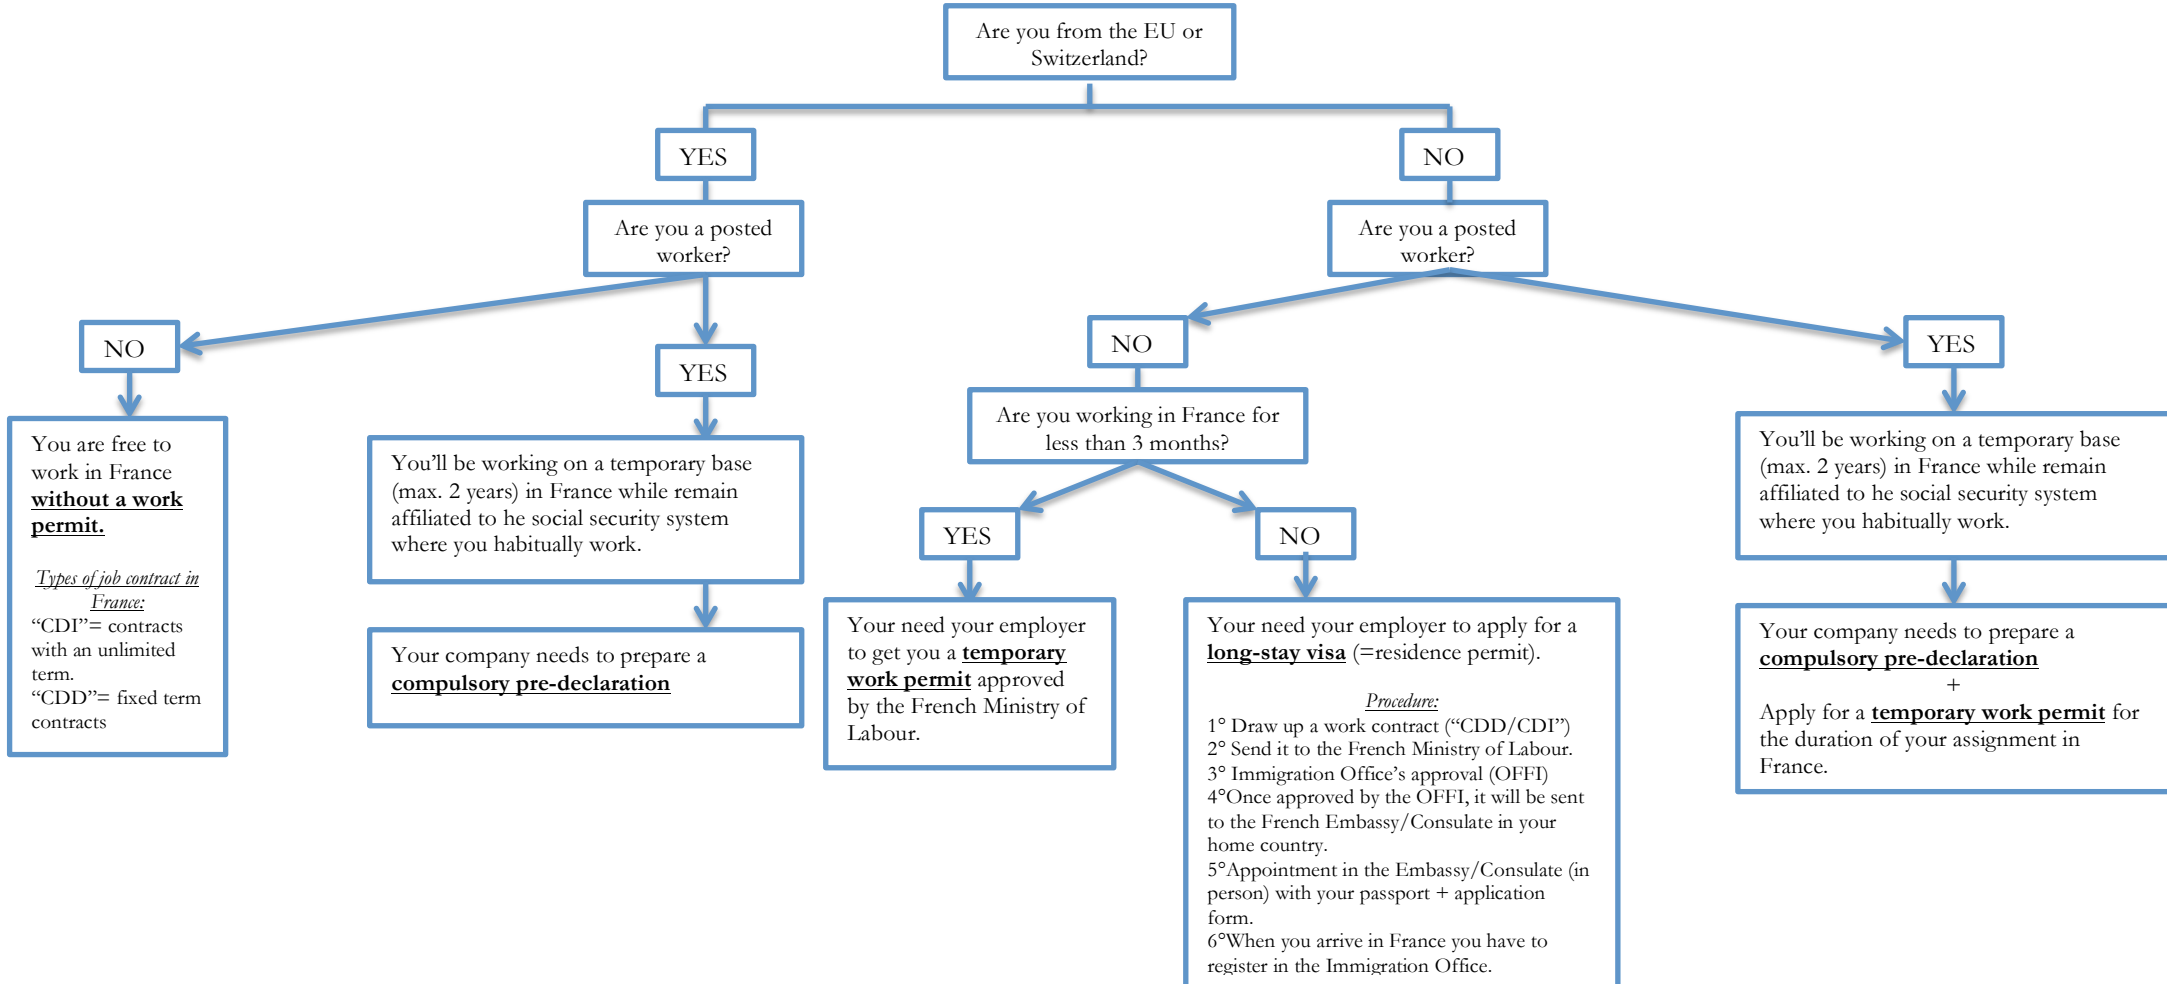 Are you from the EU or
Switzerland?
YES
NO
Are you a posted
worker?
Are you a posted
worker?
NO
YES
NO
YES
You are free to
work in France
without a work
permit.
Types of job contract in
France:
“CDI”= contracts
with an unlimited
term.
“CDD”= fixed term
contracts
You’ll be working on a temporary base
(max. 2 years) in France while remain
affiliated to he social security system
where you habitually work.
Your company needs to prepare a
compulsory pre-declaration
Are you working in France for
less than 3 months?
YES
NO
Your need your employer
to get you a temporary
work permit approved
by the French Ministry of
Labour.
Your need your employer to apply for a
long-stay visa (=residence permit).
Procedure:
1° Draw up a work contract (“CDD/CDI”)
2° Send it to the French Ministry of Labour.
3° Immigration Office’s approval (OFFI)
4°Once approved by the OFFI, it will be sent
to the French Embassy/Consulate in your
home country.
5°Appointment in the Embassy/Consulate (in
person) with your passport + application
form.
6°When you arrive in France you have to
register in the Immigration Office.
You’ll be working on a temporary base
(max. 2 years) in France while remain
affiliated to he social security system
where you habitually work.
Your company needs to prepare a
compulsory pre-declaration
+
Apply for a temporary work permit for
the duration of your assignment in
France.